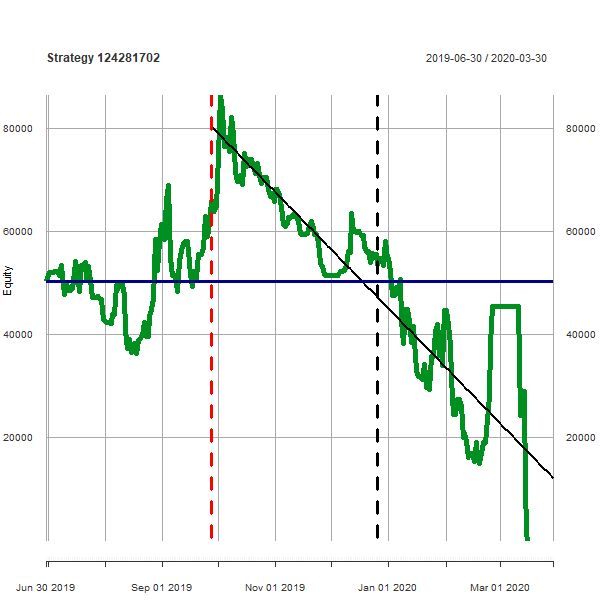 Strategy 124281702
2019-06-30 / 2020-03-30
80000
80000
60000
60000
Equity
40000
40000
20000
20000
Jun 30 2019
Sep 01 2019
Nov 01 2019
Jan 01 2020
Mar 01 2020